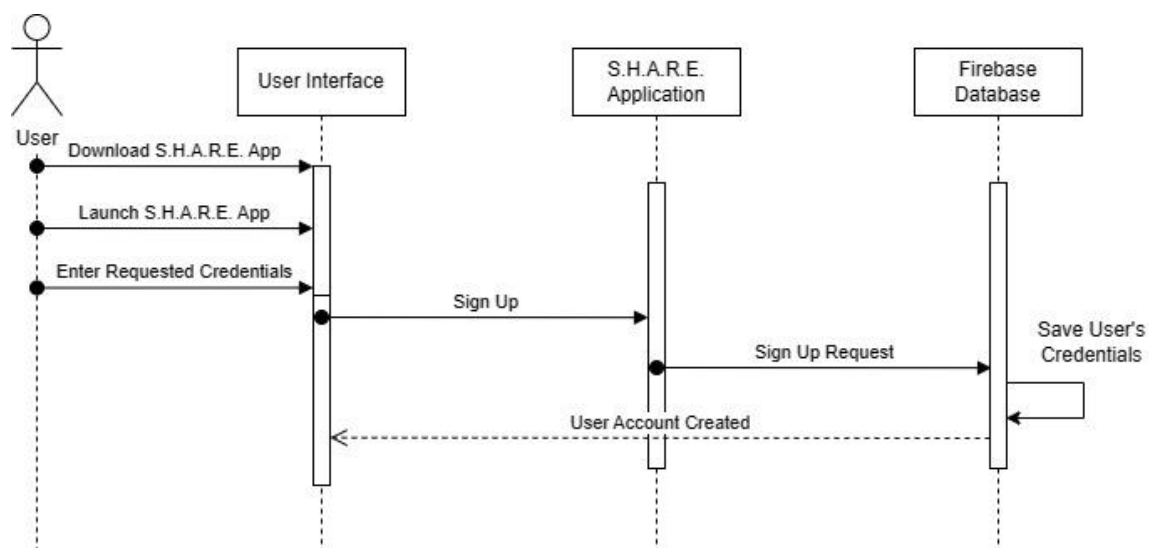 User Interface
S.H.A.R.E.
Application
Firebase
Database
User
Download S.H.A.R.E. App
Launch S.H.A.R.E. App
Enter Requested Credentials
Sign Up
Sign Up Request
Save User's
Credentials
User Account Created